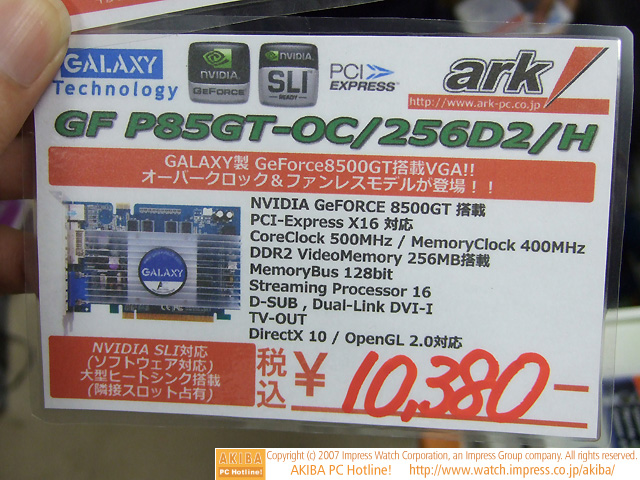 GALAXY
Technology
NVIDIA
GEFORCE
NVIDIA
SLI
READY
PCI
EXPRESS
ark
http://www.ark-pc.co.jp/
GF P85GT-OC/256D2/H
GALAXY製 GeForce8500GT搭載VGA!!
オーバークロック&ファンレスモデルが登場！！
NVIDIA GeFORCE 8500GT 搭載
PCI-Express X16 対応
CoreClock 500MHz / MemoryClock 400MHz
DDR2 VideoMemory 256MB搭載
MemoryBus 128bit
Streaming Processor 16
D-SUB , Dual-Link DVI-I
TV-OUT
DirectX 10 / OpenGL 2.0対応
GALAXY
NVIDIA SLI対応
(ソフトウェア対応)
大型ヒートシンク搭載
(隣接スロット占有)
税込
¥10,380-
AKIBA
PC Hotline!
Copyright (c) 2007 Impress Watch Corporation, an Impress Group company. All rights reserved.
AKIBA PC Hotline! http://www.watch.impress.co.jp/akiba/